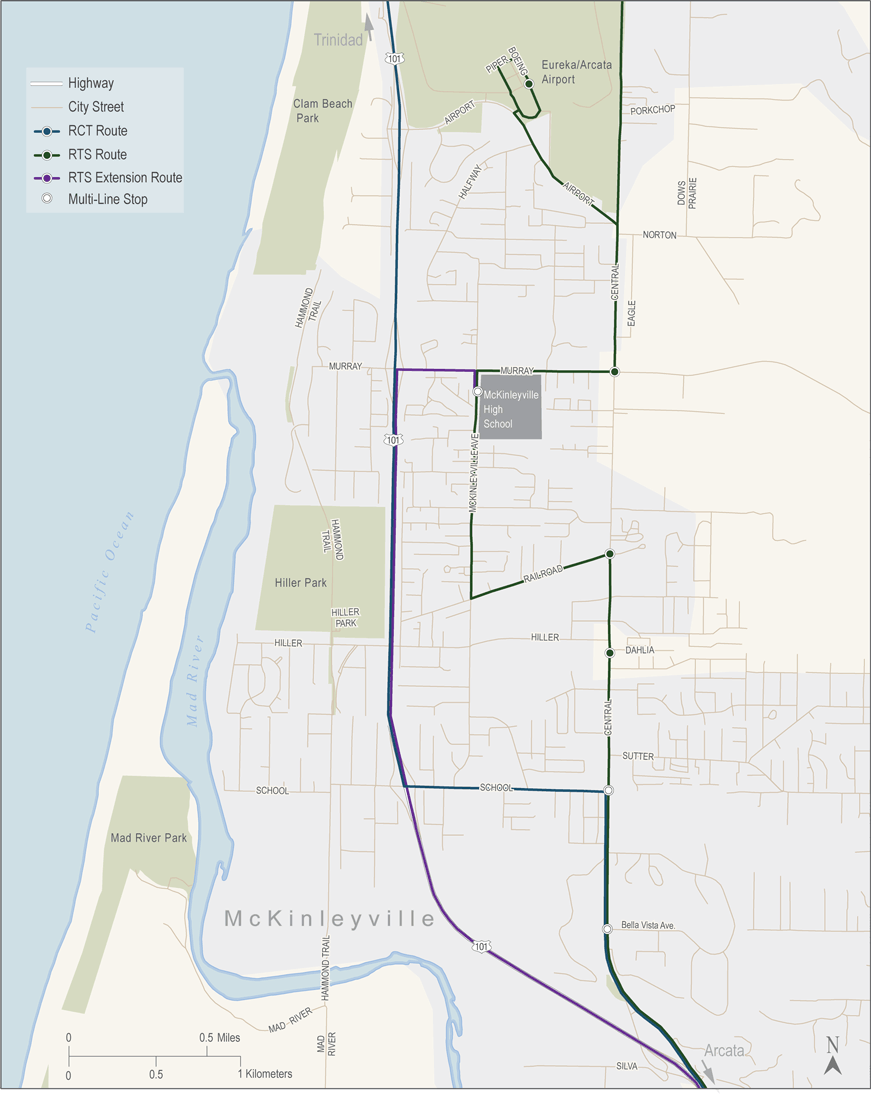 Trinidad
101
BOEING
PIPER
Eureka/Arcata
Airport
Highway
City Street
RCT Route
RTS Route
RTS Extension Route
Multi-Line Stop
Clam Beach
Park
AIRPORT
PORKCHOP
HALFWAY
AIRPORT
DOWS
PRAIRIE
NORTON
CENTRAL
EAGLE
HAMMOND
TRAIL
MURRAY
MURRAY
McKinleyville
High
School
101
MCKINLEYVILLE AVE
Pacific Ocean
HAMMOND
TRAIL
RAILROAD
Hiller Park
HILLER
PARK
HILLER
HILLER
DAHLIA
Mad River
CENTRAL
SUTTER
SCHOOL
SCHOOL
Mad River Park
McKinleyville
Bella Vista Ave.
101
HAMMOND TRAIL
MAD RIVER
MAD
RIVER
0 0.5 Miles
0 0.5 1 Kilometers
SILVA
Arcata
N